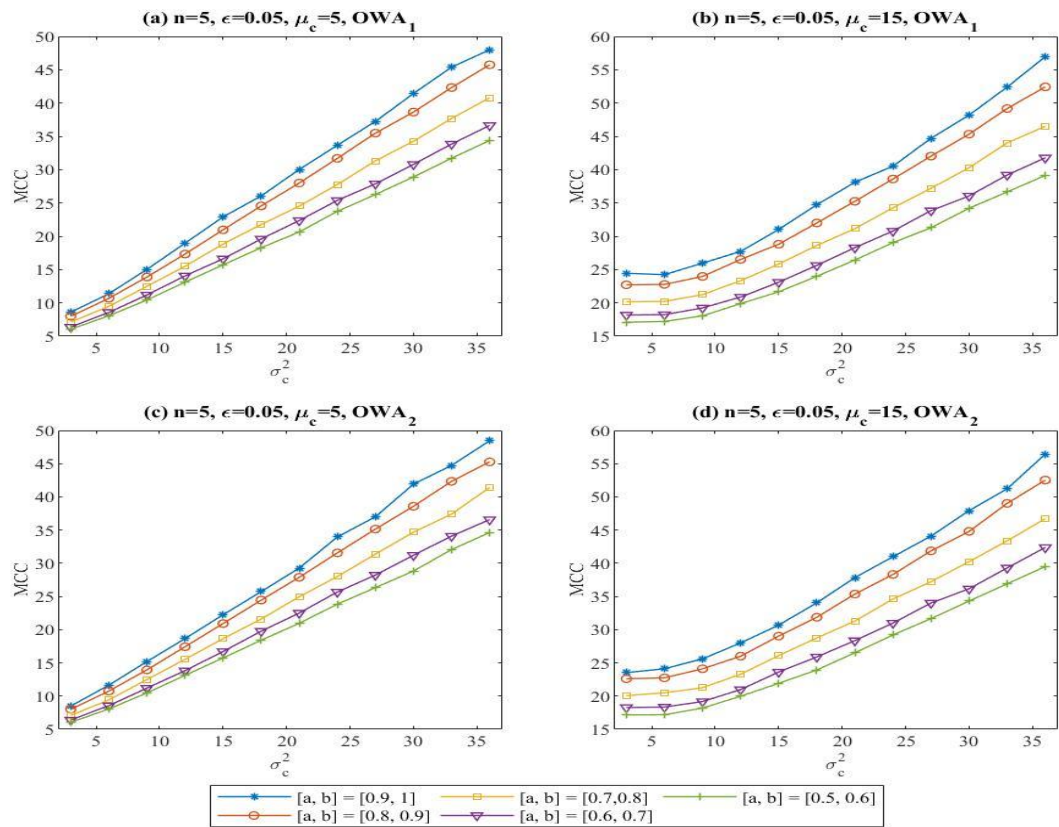 (a) n=5, ϵ=0.05, μc=5, OWA1
50
45
40
35
30
25
20
15
10
5
MCC
5 10 15 20 25 30 35
σc2
(b) n=5, ϵ=0.05, μc=15, OWA1
60
55
50
45
40
35
30
25
20
15
MCC
5 10 15 20 25 30 35
σc2
(c) n=5, ϵ=0.05, μc=5, OWA2
50
45
40
35
30
25
20
15
10
5
MCC
5 10 15 20 25 30 35
σc2
(d) n=5, ϵ=0.05, μc=15, OWA2
60
55
50
45
40
35
30
25
20
15
MCC
5 10 15 20 25 30 35
σc2
[a, b] = [0.9, 1] [a, b] = [0.7,0.8] [a, b] = [0.5, 0.6]
[a, b] = [0.8, 0.9] [a, b] = [0.6, 0.7]